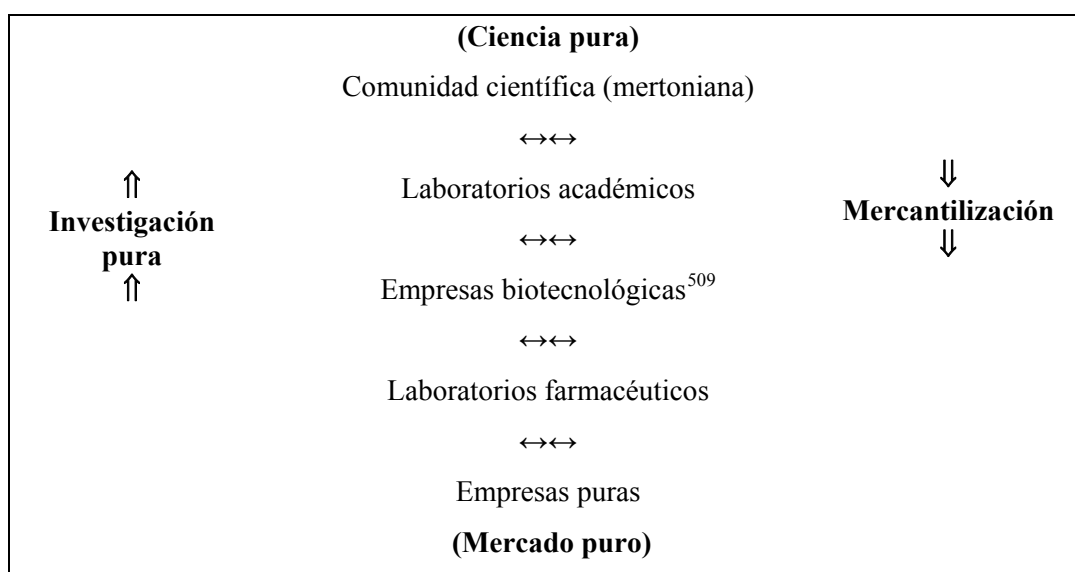 (Ciencia pura)
Comunidad científica (mertoniana)
↔↔
⇑
Investigación
pura
⇑
Laboratorios académicos
↔↔
Empresas biotecnológicas509
↔↔
Laboratorios farmacéuticos
↔↔
Empresas puras
(Mercado puro)
⇓
Mercantilización
⇓